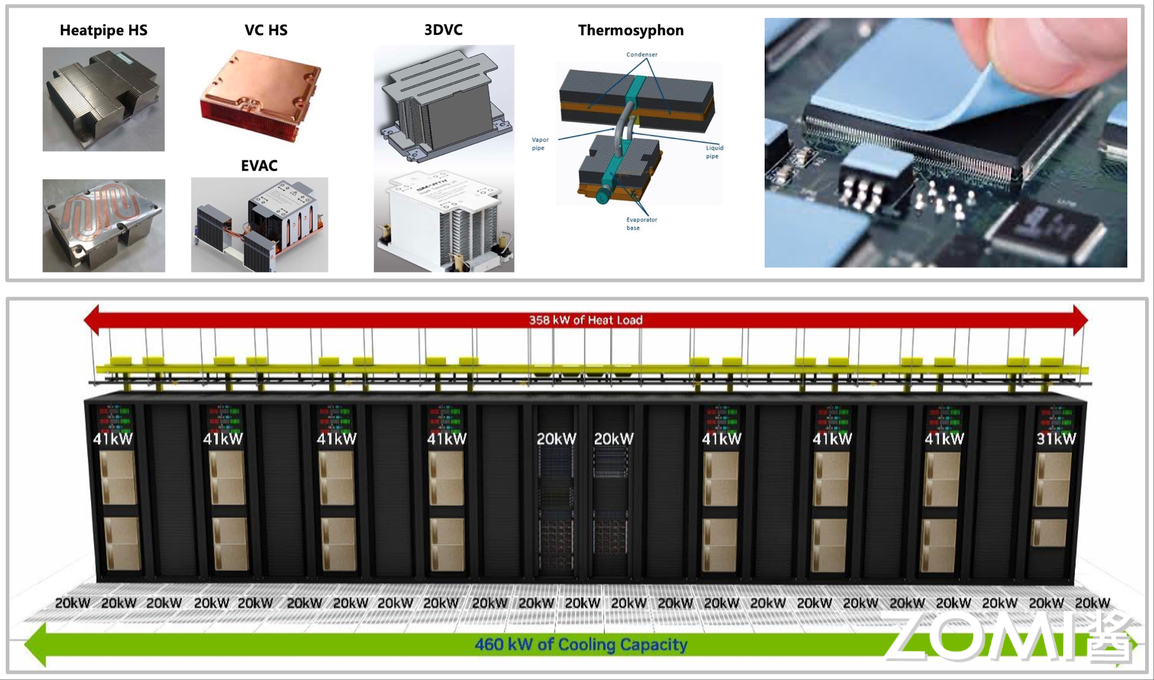 Heatpipe HS
VC HS
3DVC
Thermosyphon
Condenser
Vapor
pipe
Liquid
pipe
Evaporator
base
EVAC
358 kW of Heat Load
41kW 41kW 41kW 41kW 20kW 20kW 41kW 41kW 41kW 31kW
20kW 20kW 20kW 20kW 20kW 20kW 20kW 20kW 20kW 20kW 20kW 20kW 20kW 20kW 20kW 20kW 20kW 20kW 20kW 20kW 20kW 20kW 20kW
460 kW of Cooling Capacity
ZOMI酱